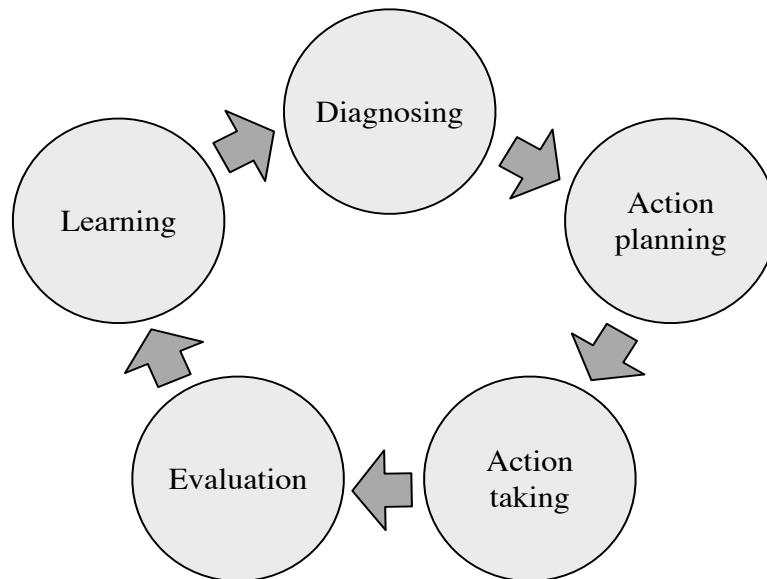 Diagnosing
Action
planning
Action
taking
Evaluation
Learning